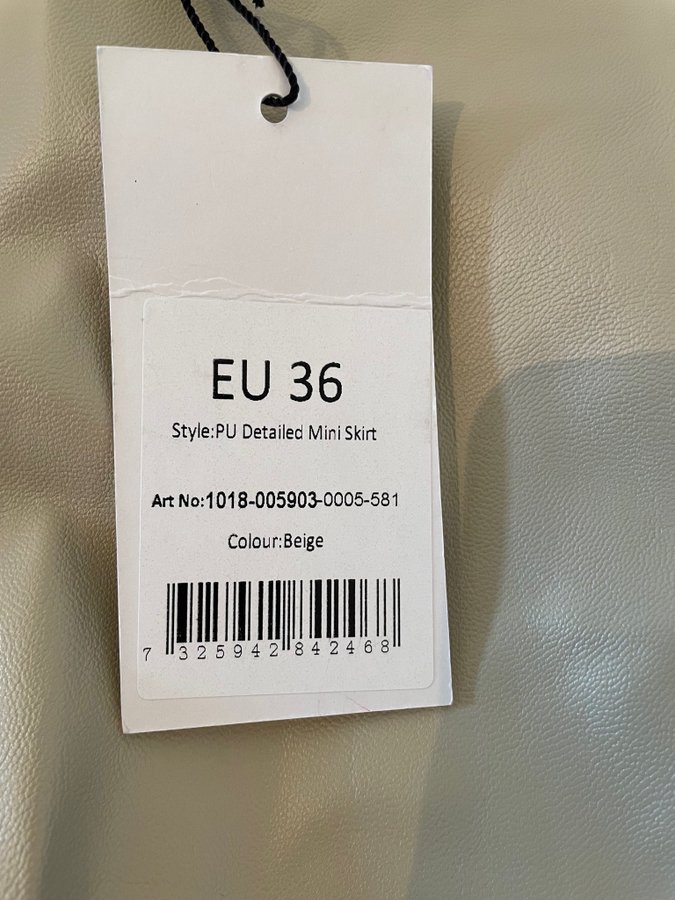 EU 36
Style:PU Detailed Mini Skirt
Art No:1018-005903-0005-581
Colour:Beige
7 325942 842468